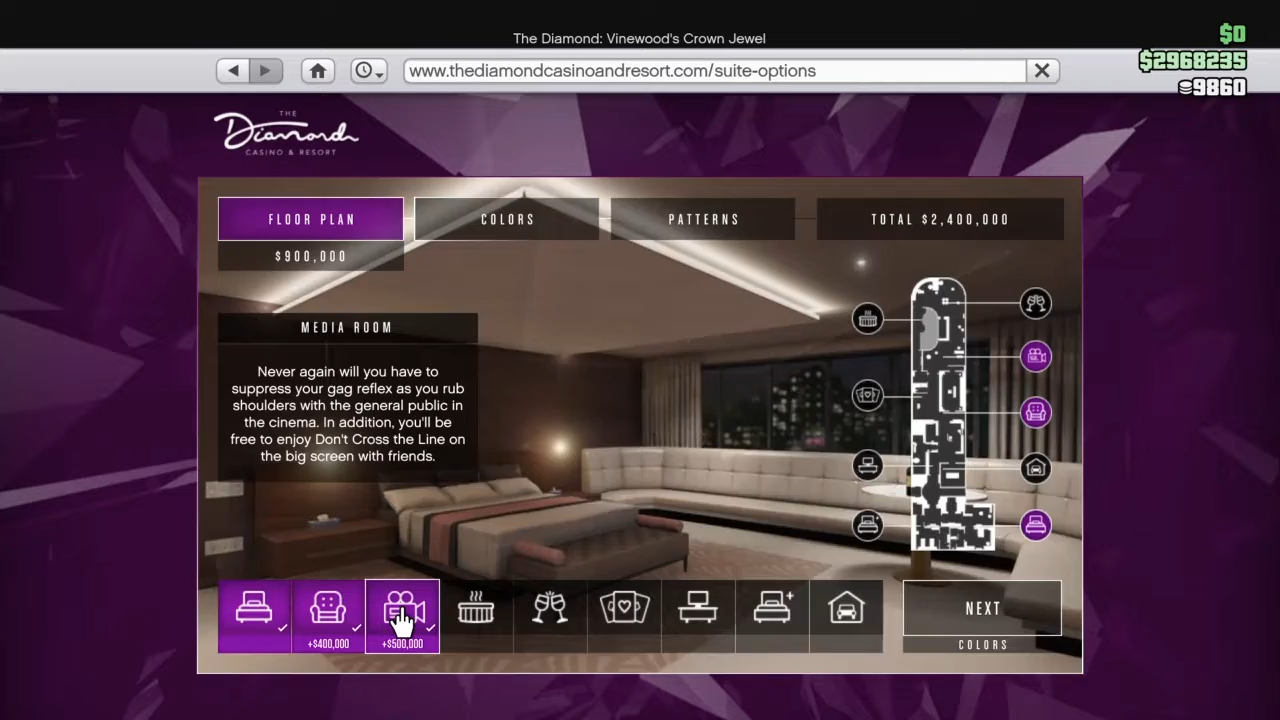 The Diamond: Vinewood's Crown Jewel
$0
$2968235
9860
www.thediamondcasinoandresort.com/suite-options
THE
Diamond
CASINO & RESORT
FLOOR PLAN
COLORS
PATTERNS
TOTAL $2,400,000
$900,000
MEDIA ROOM
Never again will you have to
suppress your gag reflex as you rub
shoulders with the general public in
the cinema. In addition, you'll be
free to enjoy Don't Cross the Line on
the big screen with friends.
+$400,000
+$500,000
NEXT
COLORS